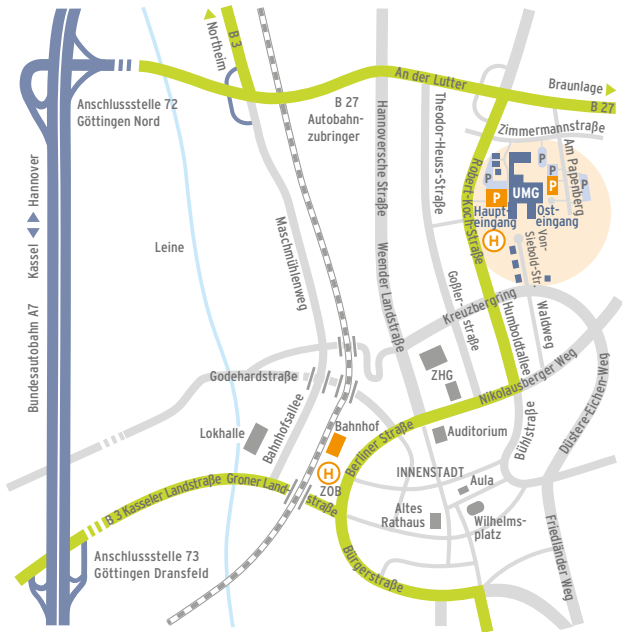 Northeim
B 3
An der Lutter
Braunlage
B 27
Anschlussstelle 72
Göttingen Nord
B 27
Autobahn-
zubringer
Hannoversche Straße
Theodor-Heuss-Straße
Zimmermannstraße
Robert-Koch-Straße
Am Papenberg
P
P
P
P
P
UMG
Haupt-
eingang
Ost-
eingang
H
Von-
Siebold-Str.
Kassel Hannover
Bundesautobahn A7
Leine
Maschmühlenweg
Weender Landstraße
Goßler-
straße
Kreuzbergring
Humboldtallee
Waldweg
ZHG
Nikolausberger Weg
Düstere-Eichen-Weg
Godehardstraße
Bahnhofsallee
Lokhalle
Bahnhof
H
ZOB
Berliner Straße
Auditorium
Bühlstraße
INNENSTADT
Aula
Altes
Rathaus
Wilhelms-
platz
B 3 Kasseler Landstraße
Groner Land-
straße
Bürgerstraße
Friedländer Weg
Anschlussstelle 73
Göttingen Dransfeld